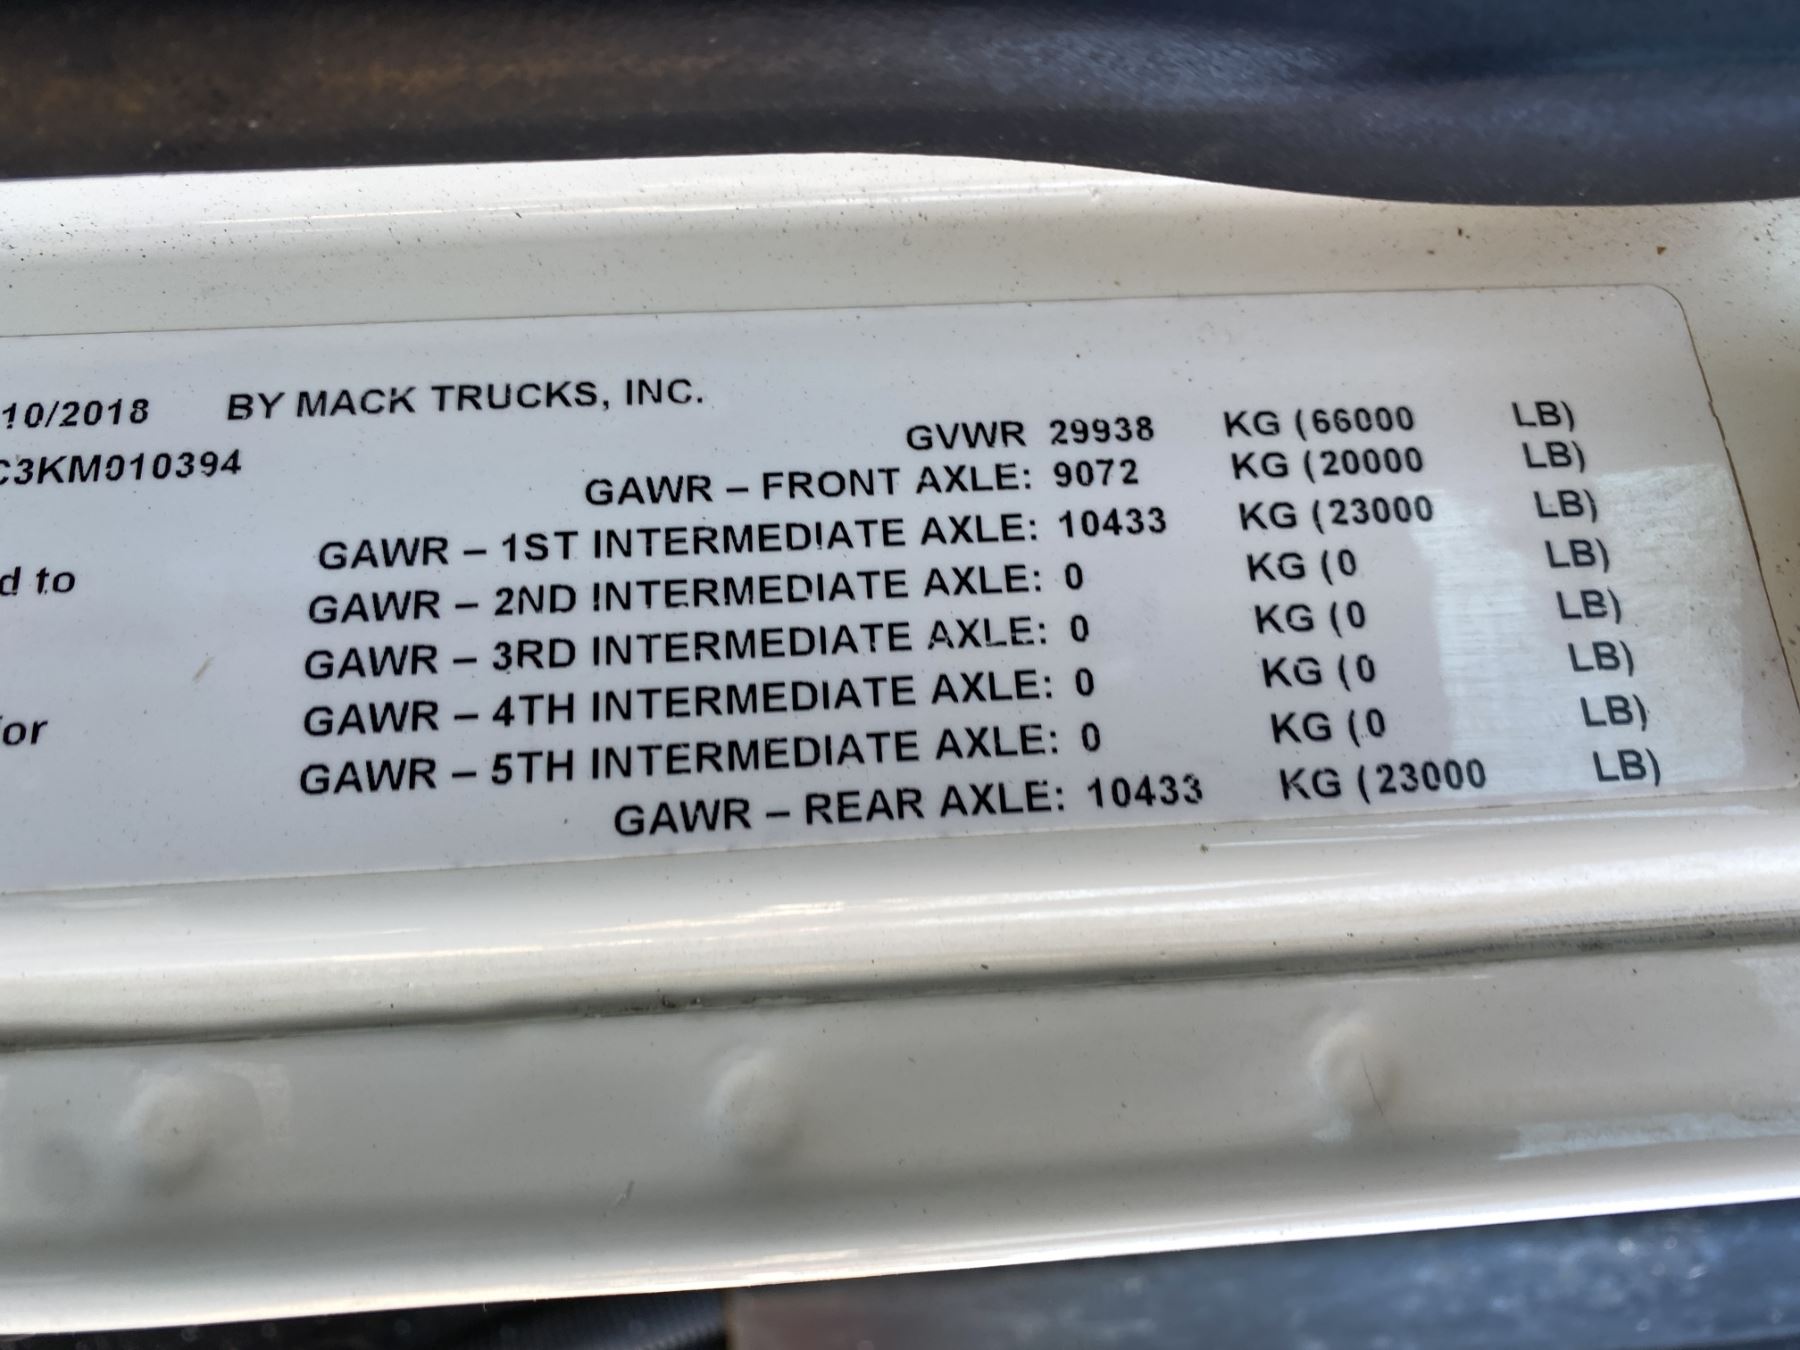 10/2018 BY MACK TRUCKS, INC.
GVWR 29938 KG (66000 LB)
C3KM010394
GAWR – FRONT AXLE: 9072 KG (20000 LB)
GAWR – 1ST INTERMEDIATE AXLE: 10433 KG (23000 LB)
d to
GAWR – 2ND INTERMEDIATE AXLE: 0 KG (0 LB)
GAWR – 3RD INTERMEDIATE AXLE: 0 KG (0 LB)
GAWR – 4TH INTERMEDIATE AXLE: 0 KG (0 LB)
for
GAWR – 5TH INTERMEDIATE AXLE: 0 KG (0 LB)
GAWR – REAR AXLE: 10433 KG (23000 LB)